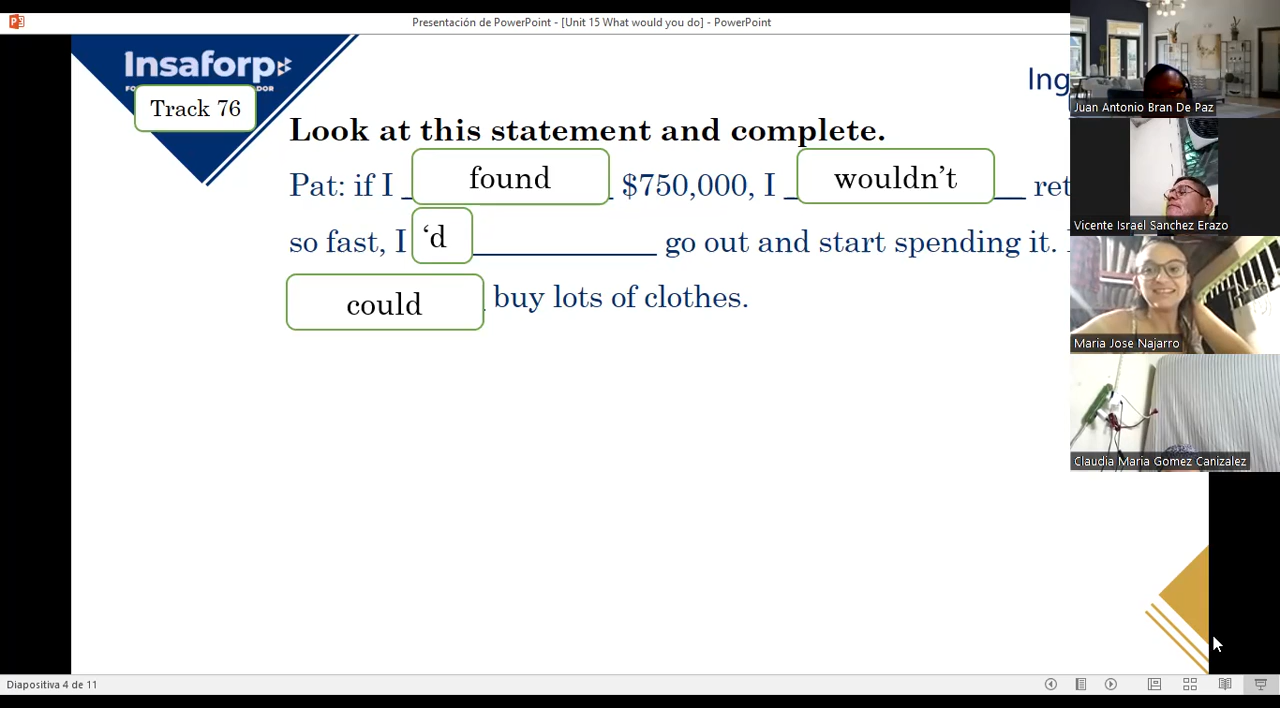 Presentación de PowerPoint - [Unit 15 What would you do] - PowerPoint
Insaforp
Track 76
Ing
Look at this statement and complete.
Pat: if I found $750,000, I wouldn't ret
so fast, I 'd go out and start spending it.
could buy lots of clothes.
Juan Antonio Bran De Paz
Vicente Israel Sanchez Erazo
Maria Jose Najarro
Claudia Maria Gomez Canizalez
Diapositiva 4 de 11